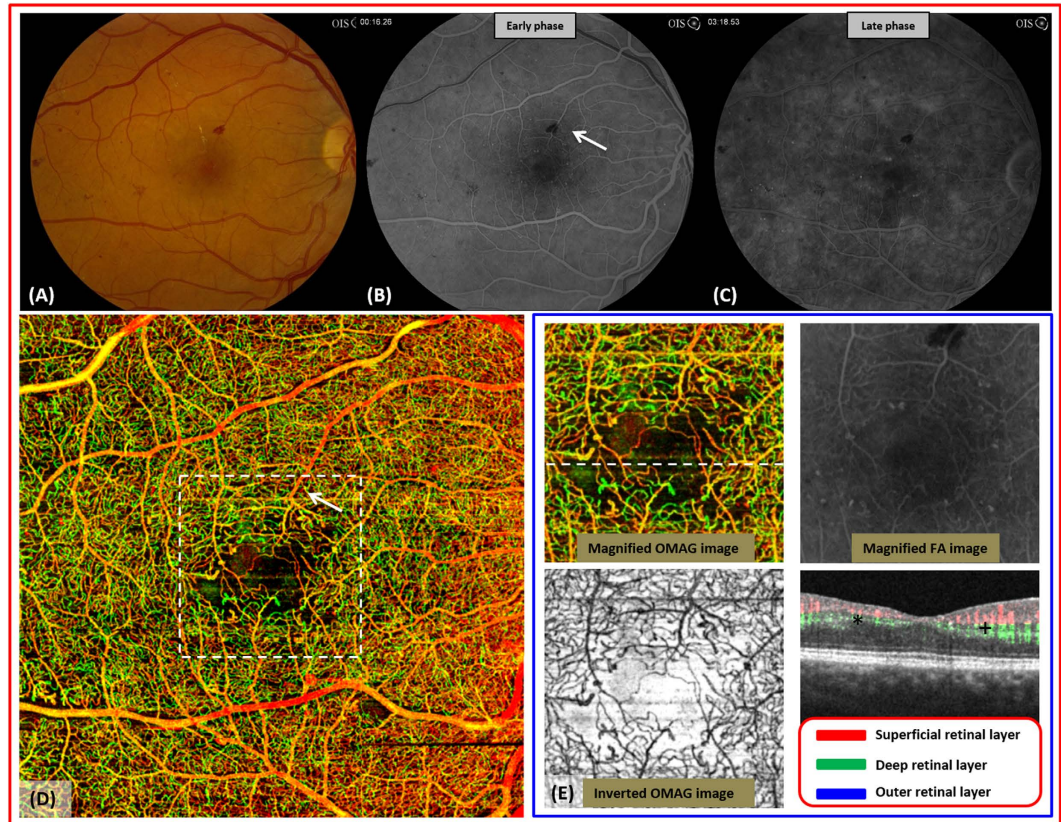 OIS 00:16.26
Early phase
03:18.53
OIS
Late phase
OIS
(A)
(B)
(C)
(D)
Magnified OMAG image
Magnified FA image
*
+
Inverted OMAG image
(E)
Superficial retinal layer
Deep retinal layer
Outer retinal layer